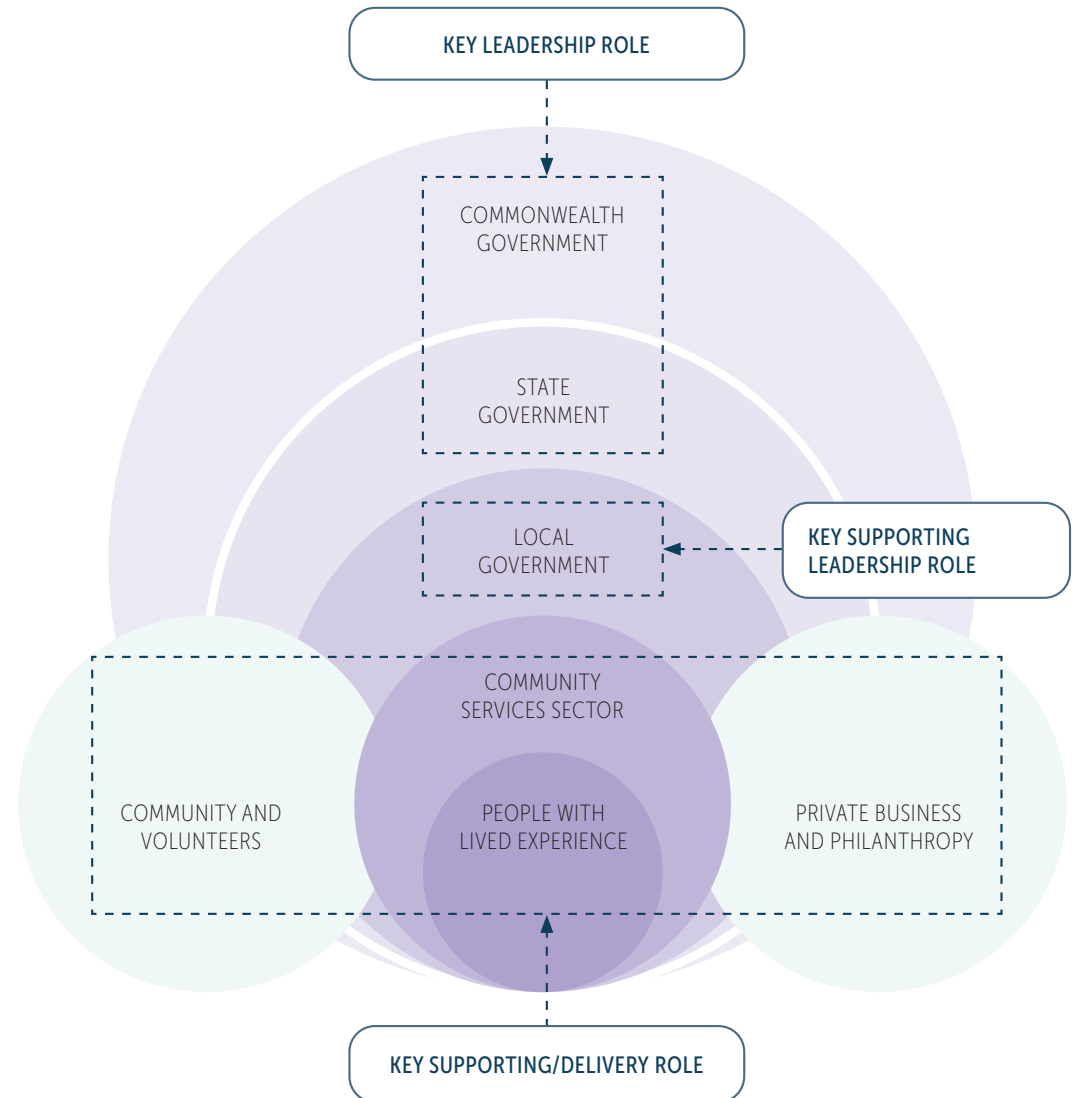 KEY LEADERSHIP ROLE
COMMONWEALTH
GOVERNMENT
STATE
GOVERNMENT
LOCAL
GOVERNMENT
KEY SUPPORTING
LEADERSHIP ROLE
COMMUNITY
SERVICES SECTOR
COMMUNITY AND
VOLUNTEERS
PEOPLE WITH
LIVED EXPERIENCE
PRIVATE BUSINESS
AND PHILANTHROPY
KEY SUPPORTING/DELIVERY ROLE